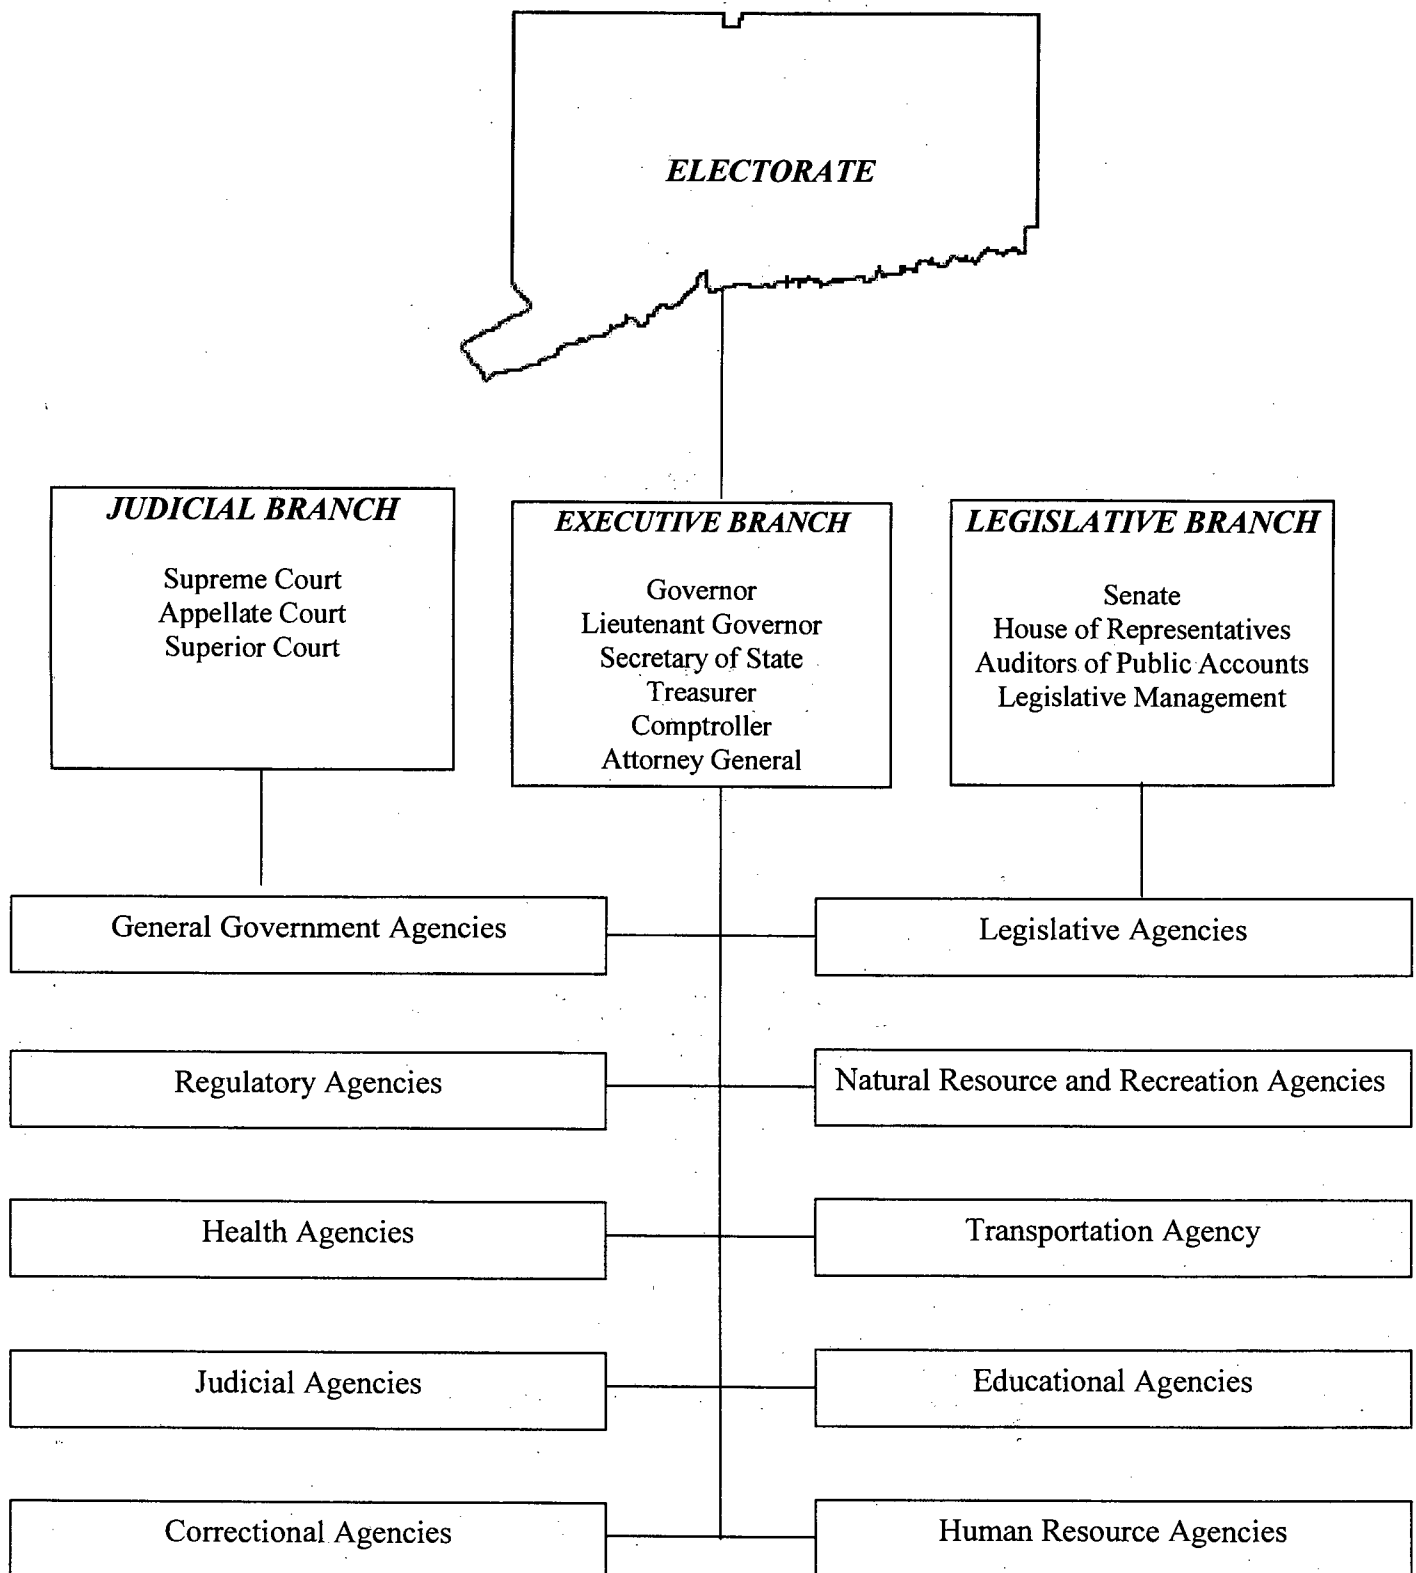 ELECTORATE
JUDICIAL BRANCH
Supreme Court
Appellate Court
Superior Court
EXECUTIVE BRANCH
Governor
Lieutenant Governor
Secretary of State
Treasurer
Comptroller
Attorney General
LEGISLATIVE BRANCH
Senate
House of Representatives
Auditors of Public Accounts
Legislative Management
General Government Agencies
Legislative Agencies
Regulatory Agencies
Natural Resource and Recreation Agencies
Health Agencies
Transportation Agency
Judicial Agencies
Educational Agencies
Correctional Agencies
Human Resource Agencies